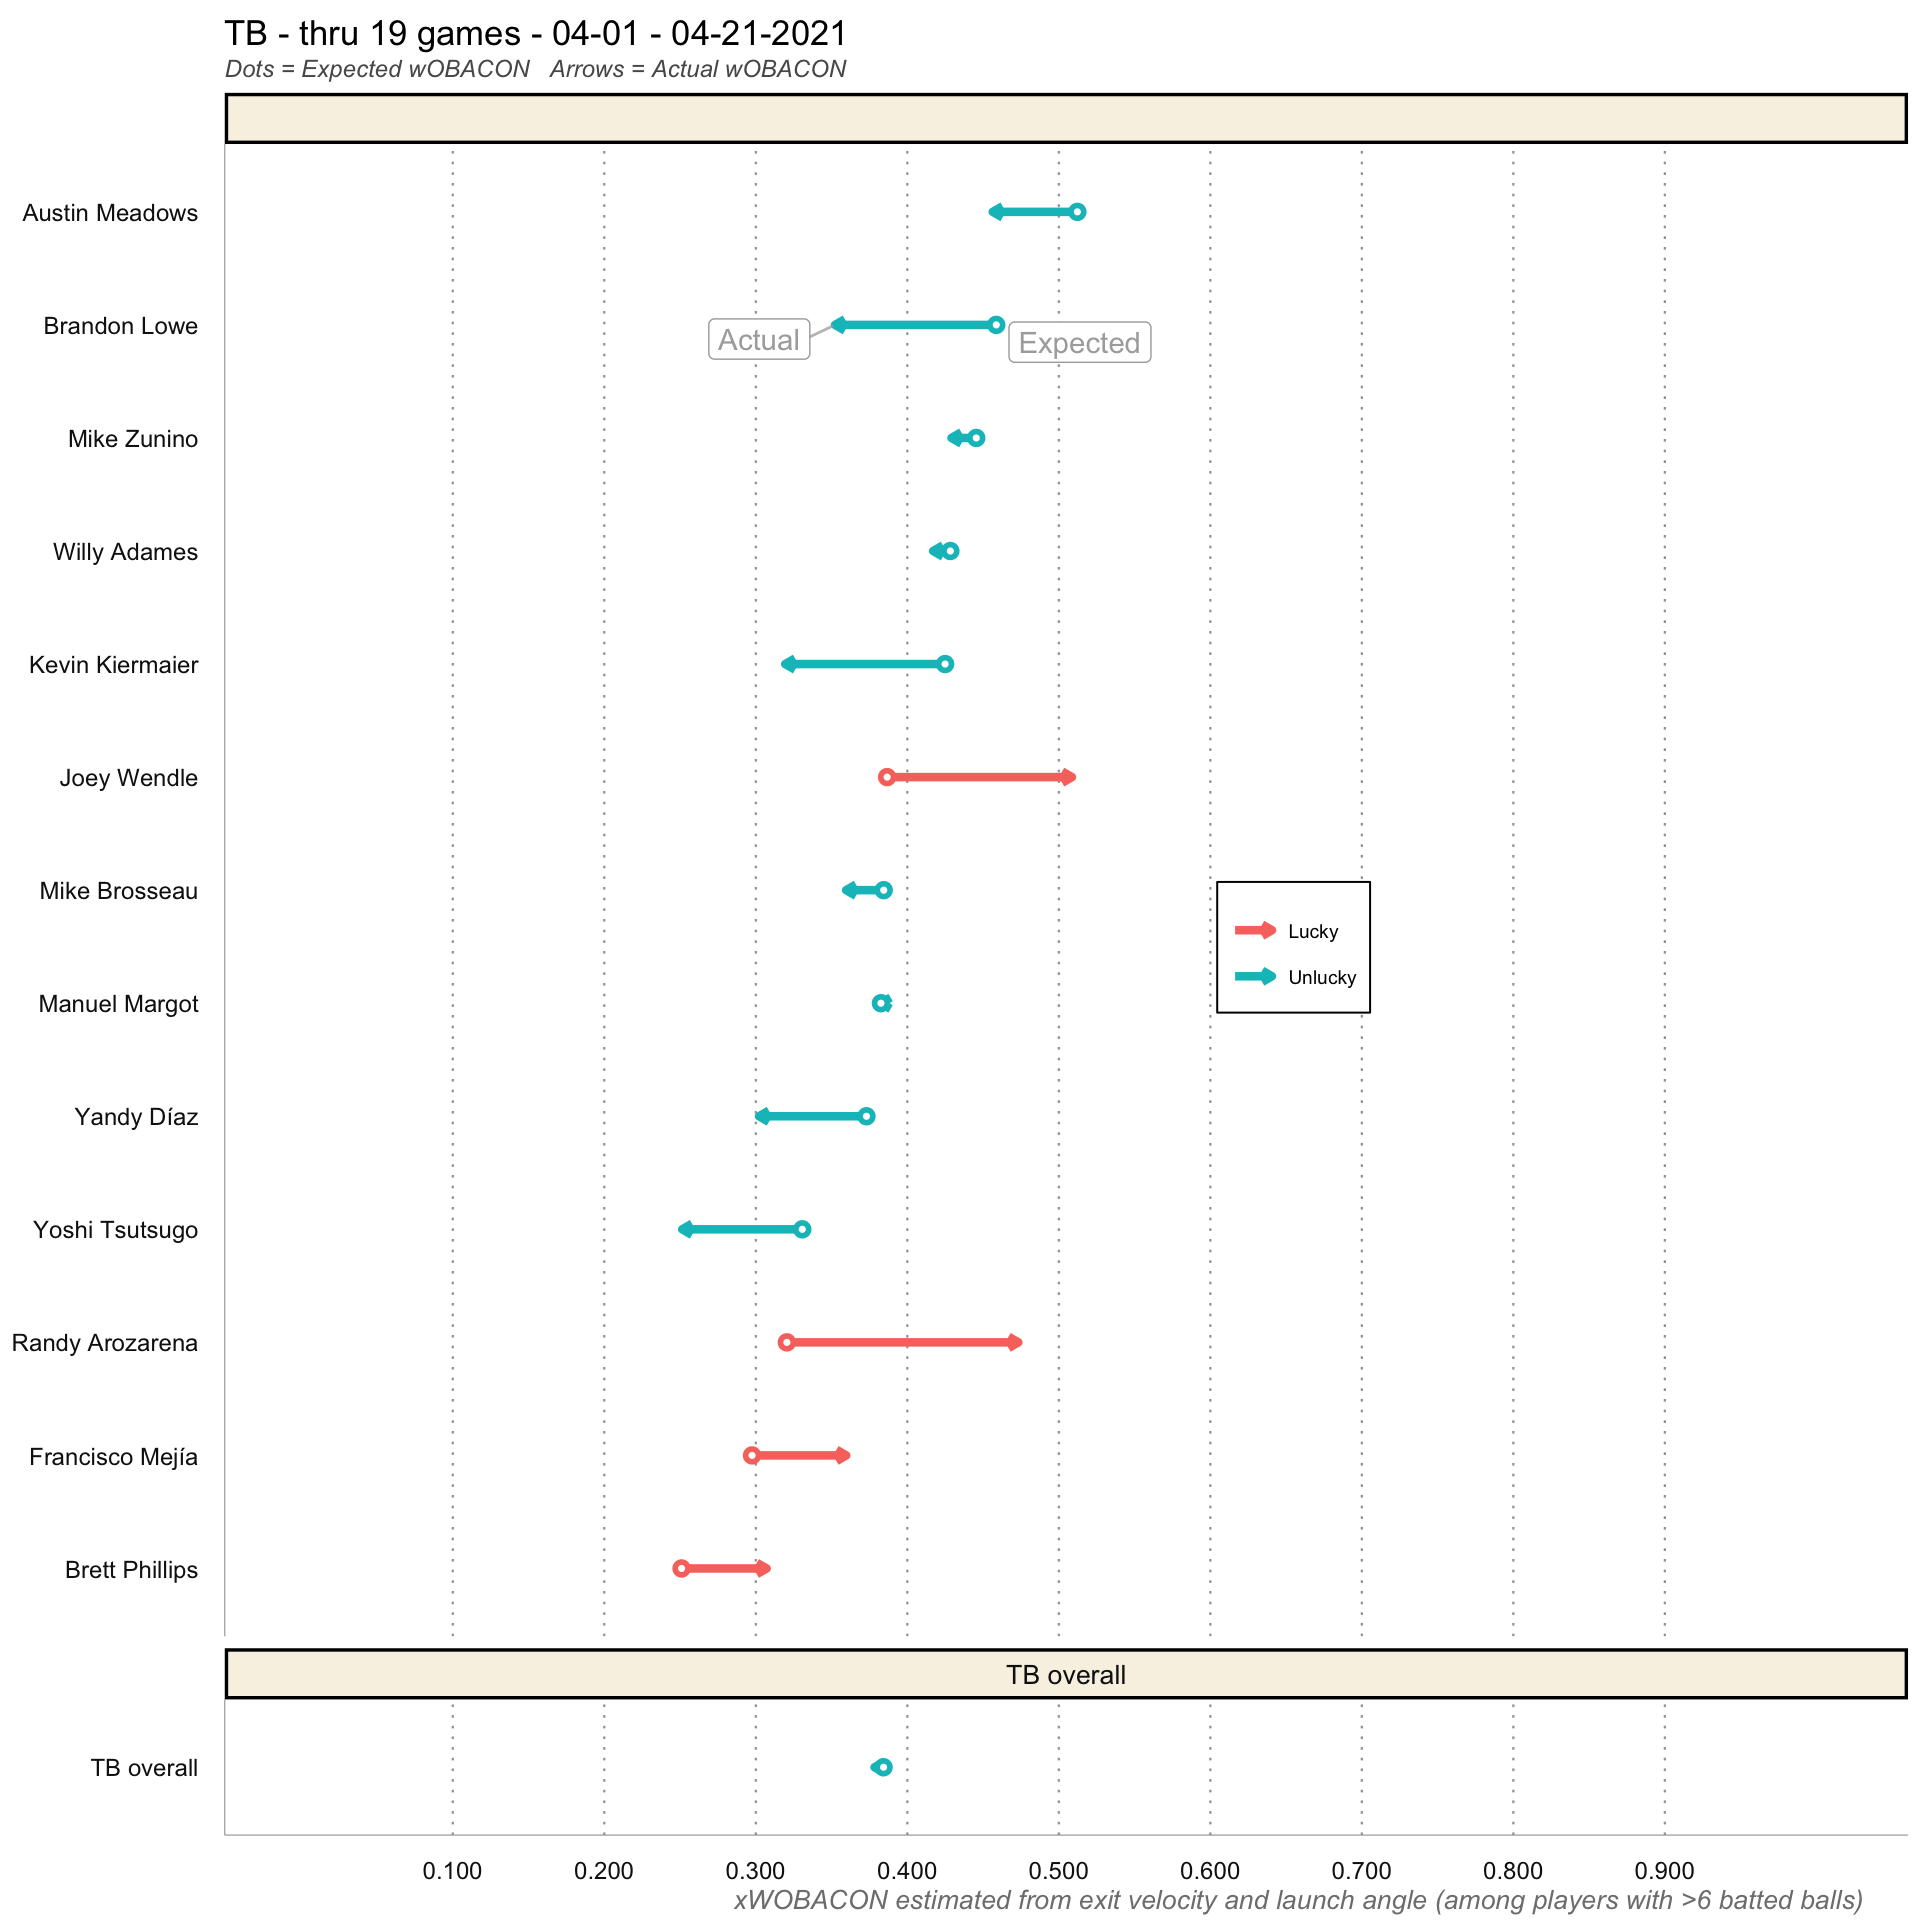 TB - thru 19 games - 04-01 - 04-21-2021
Dots = Expected wOBACON   Arrows = Actual wOBACON
Austin Meadows
Brandon Lowe
Actual
Expected
Mike Zunino
Willy Adames
Kevin Kiermaier
Joey Wendle
Mike Brosseau
Lucky
Unlucky
Manuel Margot
Yandy Díaz
Yoshi Tsutsugo
Randy Arozarena
Francisco Mejía
Brett Phillips
TB overall
TB overall
0.100 0.200 0.300 0.400 0.500 0.600 0.700 0.800 0.900
xWOBACON estimated from exit velocity and launch angle (among players with >6 batted balls)